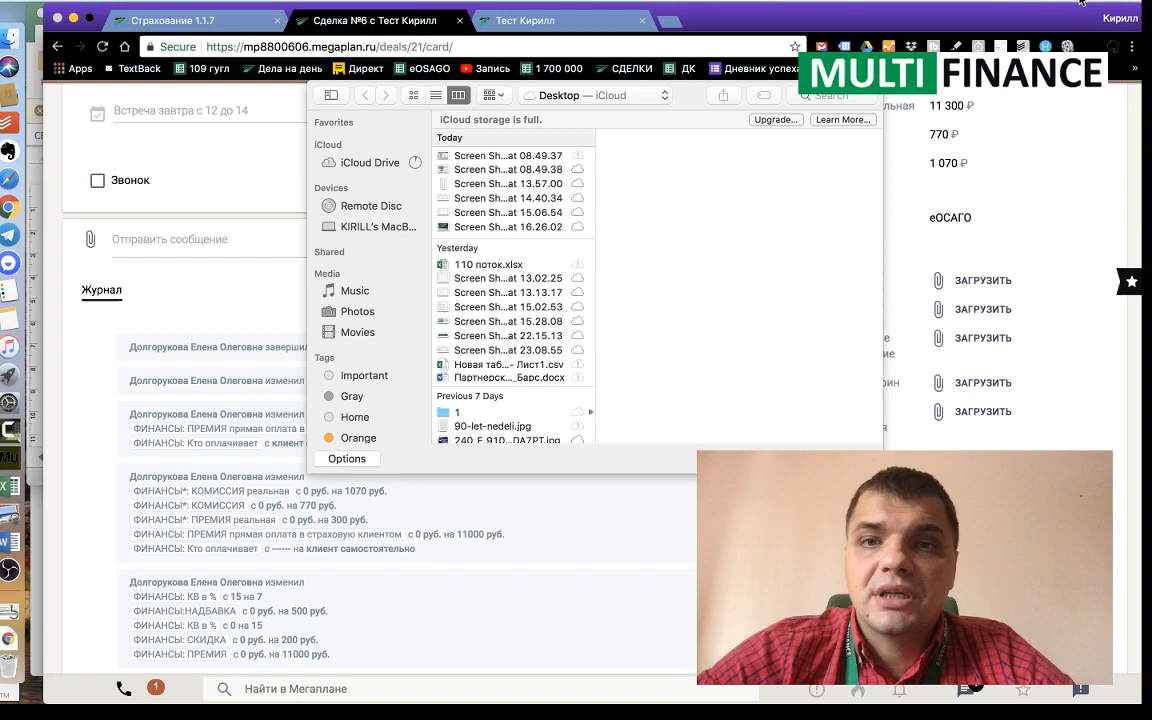 Страхование 1.1.7
Сделка №6 с Тест Кирилл
Тест Кирилл
Кирилл
Secure
https://mp8800606.megaplan.ru/deals/21/card/
Apps
TextBack
109 гугл
Дела на день
Директ
eOSAGO
Запись
1 700 000
СДЕЛКИ
ДК
Дневник успеха
MULTI FINANCE
Встреча завтра с 12 до 14
Звонок
Отправить сообщение
Журнал
Desktop — iCloud
Search
iCloud storage is full.
Upgrade...
Learn More...
Favorites
iCloud
iCloud Drive
Devices
Remote Disc
KIRILL's MacB...
Shared
Media
Music
Photos
Movies
Tags
Important
Gray
Home
Orange
Options
Today
Screen Sh...at 08.49.37
Screen Sh...at 08.49.38
Screen Sh...at 13.57.00
Screen Sh...at 14.40.34
Screen Sh...at 15.06.54
Screen Sh...at 16.26.02
Yesterday
110 поток.xlsx
Screen Sh...at 13.02.25
Screen Sh...at 13.13.17
Screen Sh...at 15.02.53
Screen Sh...at 15.28.08
Screen Sh...at 22.15.13
Screen Sh...at 23.08.55
Новая таб...- Лист1.csv
Партнерск..._Барс.docx
Previous 7 Days
1
90-let-nedeli.jpg
240_F_910...DA7PT.jpg
11 300 ₽
770 ₽
1 070 ₽
еОСАГО
ЗАГРУЗИТЬ
ЗАГРУЗИТЬ
ЗАГРУЗИТЬ
ЗАГРУЗИТЬ
ЗАГРУЗИТЬ
Долгорукова Елена Олеговна
Долгорукова Елена Олеговна изменил
Долгорукова Елена Олеговна изменил
ФИНАНСЫ: ПРЕМИЯ прямая оплата в
ФИНАНСЫ: Кто оплачивает с клиент
Долгорукова Елена Олеговна изменил
ФИНАНСЫ*: КОМИССИЯ реальная с 0 руб. на 1070 руб.
ФИНАНСЫ*: КОМИССИЯ с 0 руб. на 770 руб.
ФИНАНСЫ*: ПРЕМИЯ реальная с 0 руб. на 300 руб.
ФИНАНСЫ: ПРЕМИЯ прямая оплата в страховую клиентом с 0 руб. на 11000 руб.
ФИНАНСЫ: Кто оплачивает с ------ на клиент самостоятельно
Долгорукова Елена Олеговна изменил
ФИНАНСЫ: КВ в % с 15 на 7
ФИНАНСЫ:НАДБАВКА с 0 руб. на 500 руб.
ФИНАНСЫ: КВ в % с 0 на 15
ФИНАНСЫ: СКИДКА с 0 руб. на 200 руб.
ФИНАНСЫ: ПРЕМИЯ с 0 руб. на 11000 руб.
1
Найти в Мегаплане